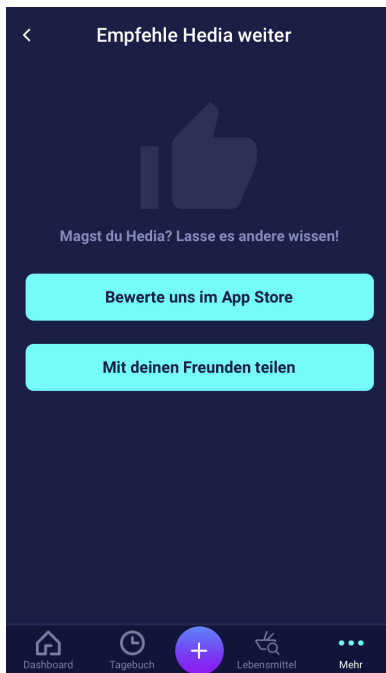 Empfehle Hedia weiter
Magst du Hedia? Lasse es andere wissen!
Bewerte uns im App Store
Mit deinen Freunden teilen
Dashboard Tagebuch Lebensmittel Mehr